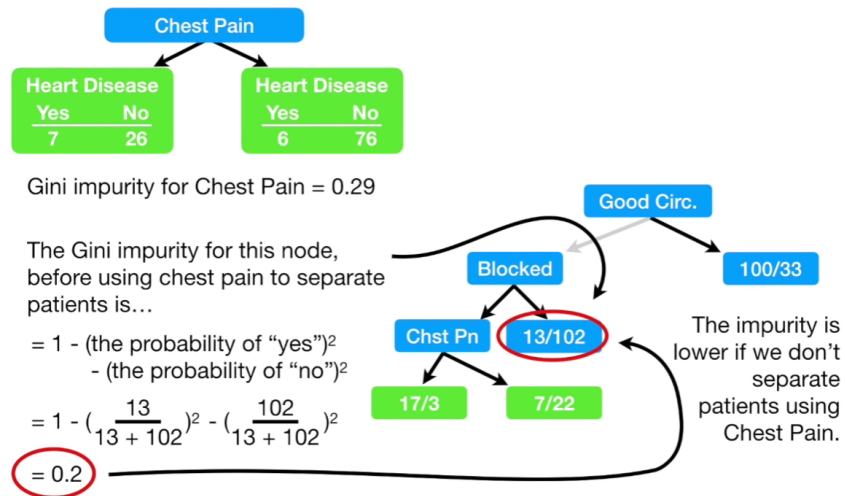 Chest Pain
Heart Disease
Yes No
7 26
Heart Disease
Yes No
6 76
Gini impurity for Chest Pain = 0.29
The Gini impurity for this node,
before using chest pain to separate
patients is…
= 1 - (the probability of “yes”)²
- (the probability of “no”)²
= 1 - (13 / 13 + 102)² - (102 / 13 + 102)²
= 0.2
Good Circ.
Blocked
100/33
Chst Pn
13/102
17/3
7/22
The impurity is
lower if we don’t
separate
patients using
Chest Pain.